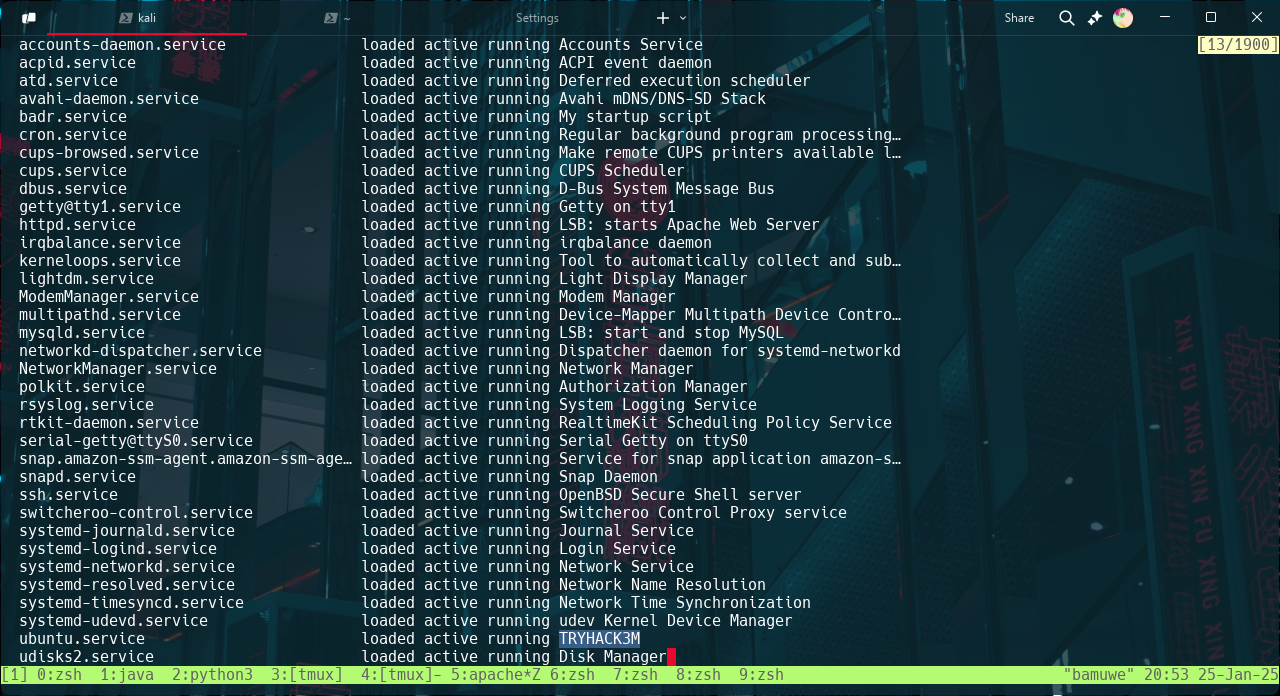 kali ~ Settings Share
accounts-daemon.service loaded active running Accounts Service [13/1900]
acpid.service loaded active running ACPI event daemon
atd.service loaded active running Deferred execution scheduler
avahi-daemon.service loaded active running Avahi mDNS/DNS-SD Stack
badr.service loaded active running My startup script
cron.service loaded active running Regular background program processing…
cups-browsed.service loaded active running Make remote CUPS printers available l…
cups.service loaded active running CUPS Scheduler
dbus.service loaded active running D-Bus System Message Bus
getty@tty1.service loaded active running Getty on tty1
httpd.service loaded active running LSB: starts Apache Web Server
irqbalance.service loaded active running irqbalance daemon
kerneloops.service loaded active running Tool to automatically collect and sub…
lightdm.service loaded active running Light Display Manager
ModemManager.service loaded active running Modem Manager
multipathd.service loaded active running Device-Mapper Multipath Device Contro…
mysqld.service loaded active running LSB: start and stop MySQL
networkd-dispatcher.service loaded active running Dispatcher daemon for systemd-networkd
NetworkManager.service loaded active running Network Manager
polkit.service loaded active running Authorization Manager
rsyslog.service loaded active running System Logging Service
rtkit-daemon.service loaded active running RealtimeKit Scheduling Policy Service
serial-getty@ttyS0.service loaded active running Serial Getty on ttyS0
snap.amazon-ssm-agent.amazon-ssm-age… loaded active running Service for snap application amazon-s…
snapd.service loaded active running Snap Daemon
ssh.service loaded active running OpenBSD Secure Shell server
switcheroo-control.service loaded active running Switcheroo Control Proxy service
systemd-journald.service loaded active running Journal Service
systemd-logind.service loaded active running Login Service
systemd-networkd.service loaded active running Network Service
systemd-resolved.service loaded active running Network Name Resolution
systemd-timesyncd.service loaded active running Network Time Synchronization
systemd-udevd.service loaded active running udev Kernel Device Manager
ubuntu.service loaded active running TRYHACK3M
udisks2.service loaded active running Disk Manager
[1] 0:zsh 1:java 2:python3 3:[tmux] 4:[tmux]- 5:apache*Z 6:zsh 7:zsh 8:zsh 9:zsh "bamuwe" 20:53 25-Jan-25
XIN FU XING XIN FU XING